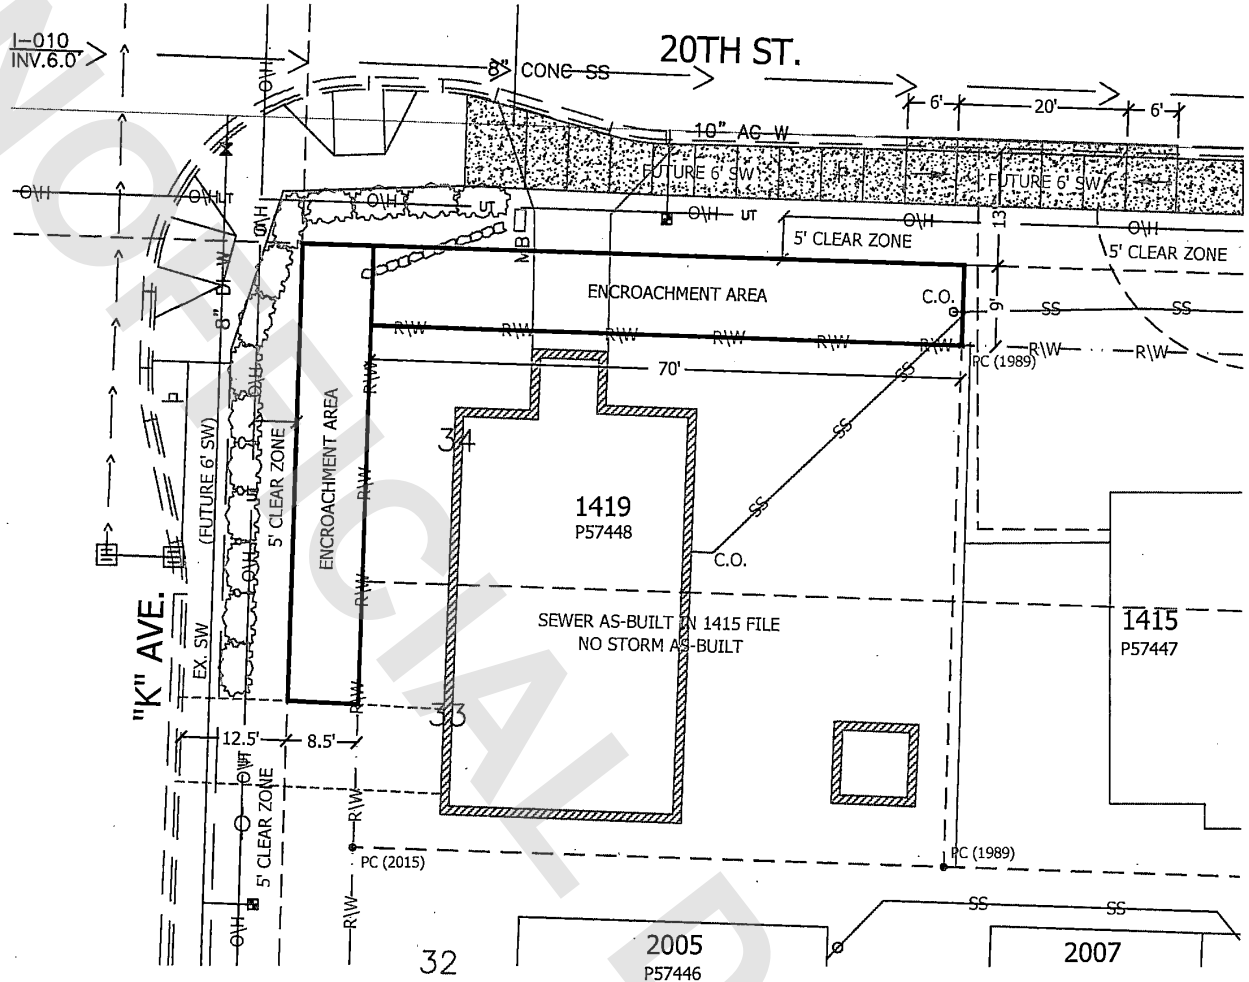 I-010
INV.6.0'
20TH ST.
8" CONC SS
6'
20'
6'
10" AC W
FUTURE 6' SW
FUTURE 6' SW
O\H
O\H
O\H
UT
O\H
UT
O\H
UT
O\H
O\H
O\H
13'
5' CLEAR ZONE
5' CLEAR ZONE
MB
8" DI W
ENCROACHMENT AREA
C.O.
9'
SS
SS
R\W
R\W
R\W
R\W
R\W
R\W
R\W
R\W
PC (1989)
70'
SS
SS
SS
R\W
R\W
R\W
R\W
O\H
O\H
UT
(FUTURE 6' SW)
5' CLEAR ZONE
ENCROACHMENT AREA
34
1419
P57448
C.O.
SEWER AS-BUILT IN 1415 FILE
NO STORM AS-BUILT
1415
P57447
"K" AVE.
EX. SW
33
12.5'
8.5'
O\H
UT
5' CLEAR ZONE
R\W
PC (2015)
PC (1989)
R\W
O\H
SS
SS
32
2005
P57446
2007
UNOFFICIAL D